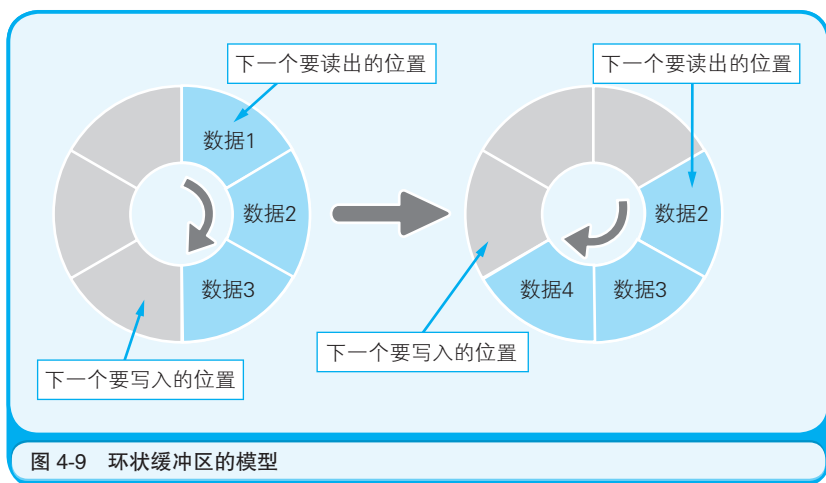 下一个要读出的位置
数据1
数据2
数据3
下一个要写入的位置
下一个要读出的位置
数据2
数据3
数据4
下一个要写入的位置
图 4-9 环状缓冲区的模型